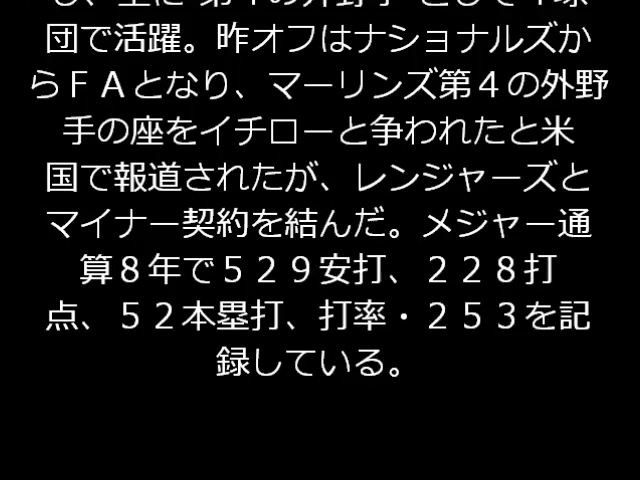 団で活躍。昨オフはナショナルズか
らＦＡとなり、マーリンズ第４の外野
手の座をイチローと争われたと米
国で報道されたが、レンジャーズと
マイナー契約を結んだ。メジャー通
算８年で５２９安打、２２８打
点、５２本塁打、打率・２５３を記
録している。